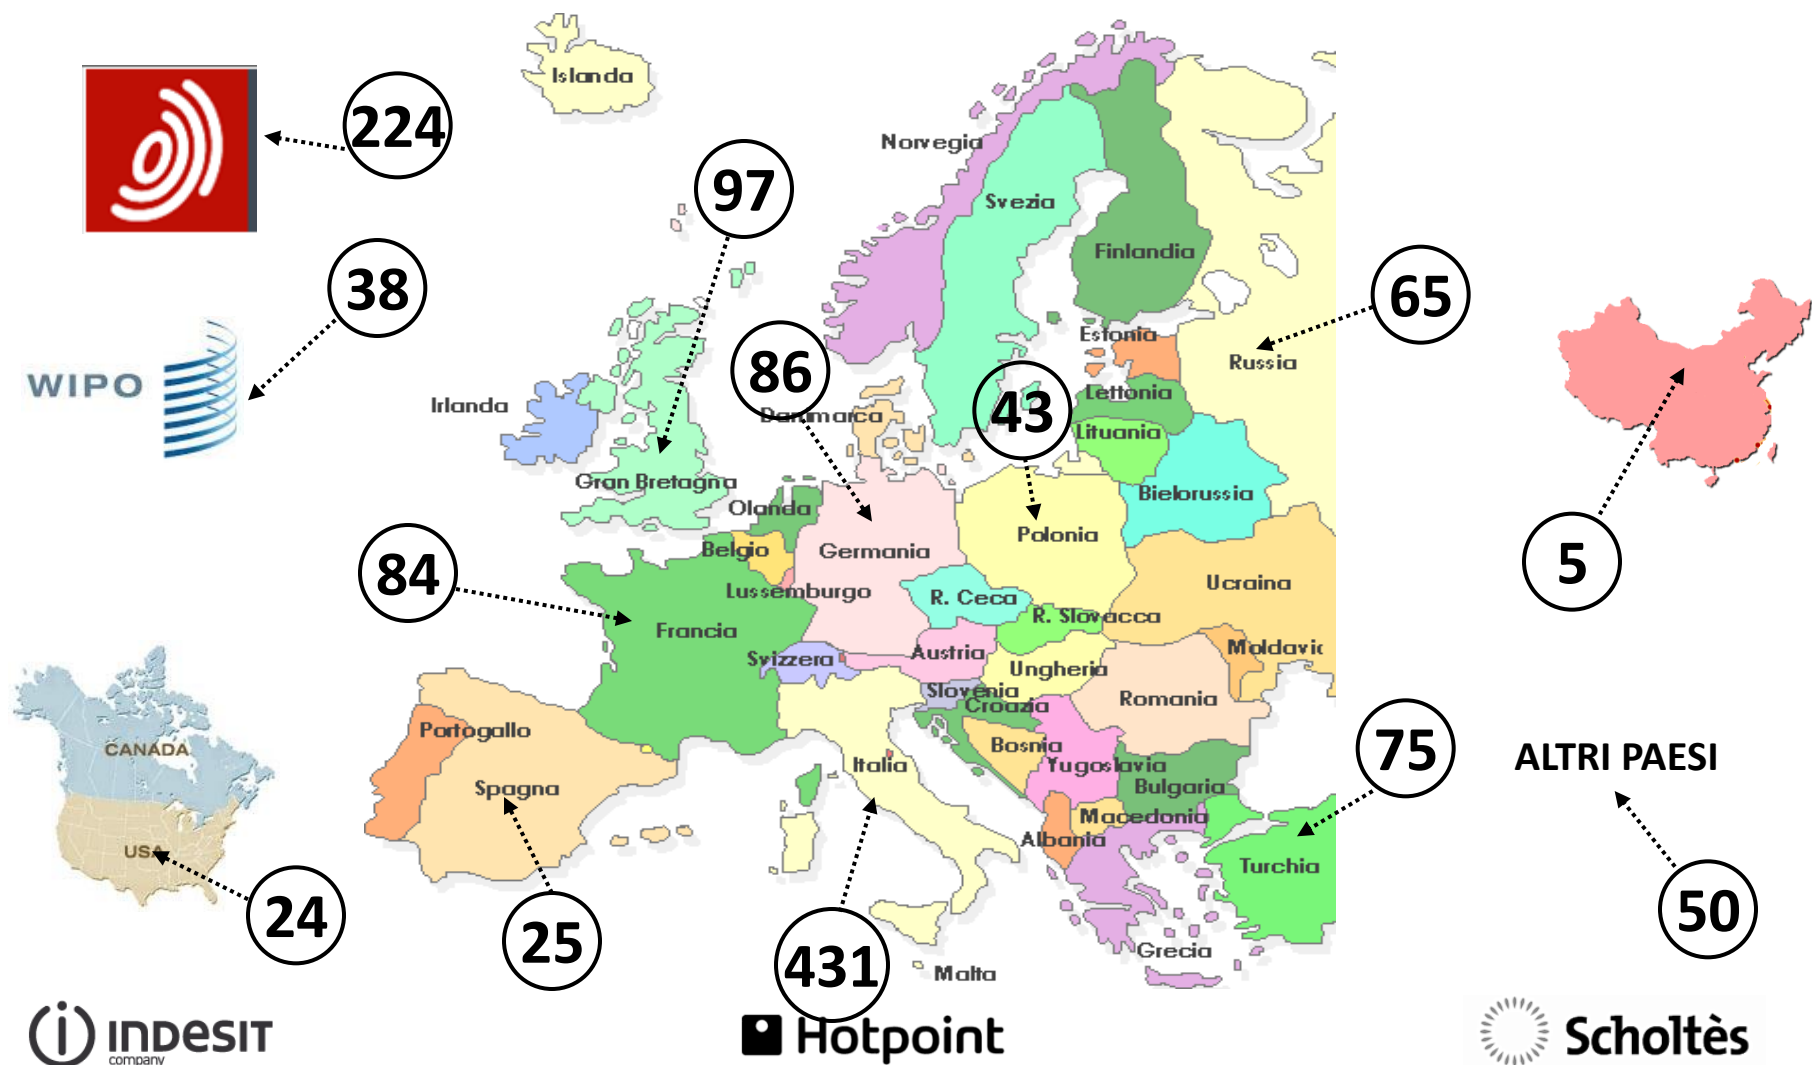 Islanda
224
Norvegia
97
Svezia
Finlandia
38
65
WIPO
Estonia
Russia
86
Danimarca
43
Lettonia
Irlanda
Lituania
Gran Bretagna
Bielorussia
Olanda
Polonia
Belgio
Germania
5
84
Lussemburgo
R. Ceca
Ucraina
R. Slovacca
Francia
Svizzera
Austria
Moldavi
Ungheria
Slovenia
Croazia
Romania
Portogallo
CANADA
Bosnia
75
ALTRI PAESI
Italia
Yugoslavia
Spagna
Bulgaria
Macedonia
Albania
USA
Turchia
24
25
431
50
Grecia
Malta
INDESIT
company
Hotpoint
Scholtès